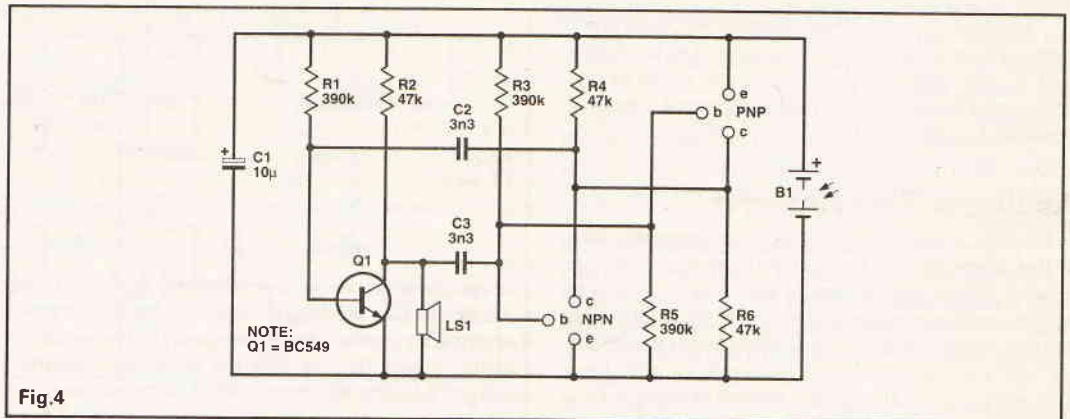 R1
390k
R2
47k
R3
390k
R4
47k
e
b PNP
c
C2
3n3
+
C1
10µ
+
B1
C3
3n3
Q1
LS1
c
b NPN
e
R5
390k
R6
47k
NOTE:
Q1 = BC549
Fig.4